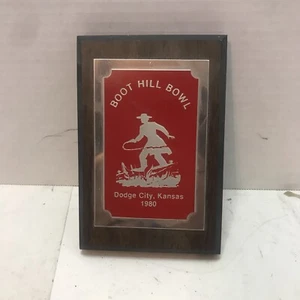 BOOT HILL BOWL
Dodge City, Kansas
1980